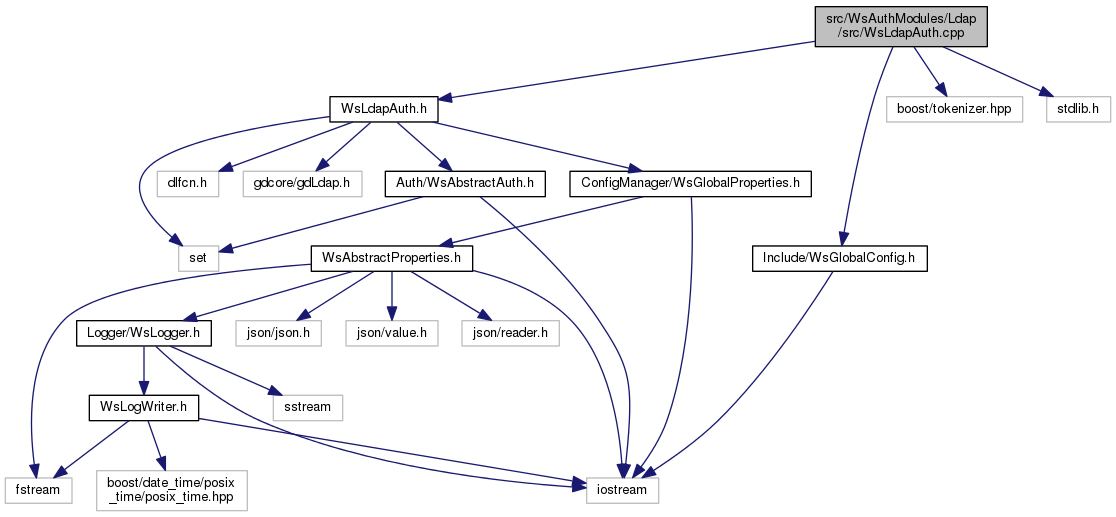 src/WsAuthModules/Ldap
/src/WsLdapAuth.cpp
WsLdapAuth.h
boost/tokenizer.hpp
stdlib.h
dlfcn.h
gdcore/gdLdap.h
Auth/WsAbstractAuth.h
ConfigManager/WsGlobalProperties.h
set
WsAbstractProperties.h
Include/WsGlobalConfig.h
Logger/WsLogger.h
json/json.h
json/value.h
json/reader.h
WsLogWriter.h
sstream
fstream
boost/date_time/posix
_time/posix_time.hpp
iostream